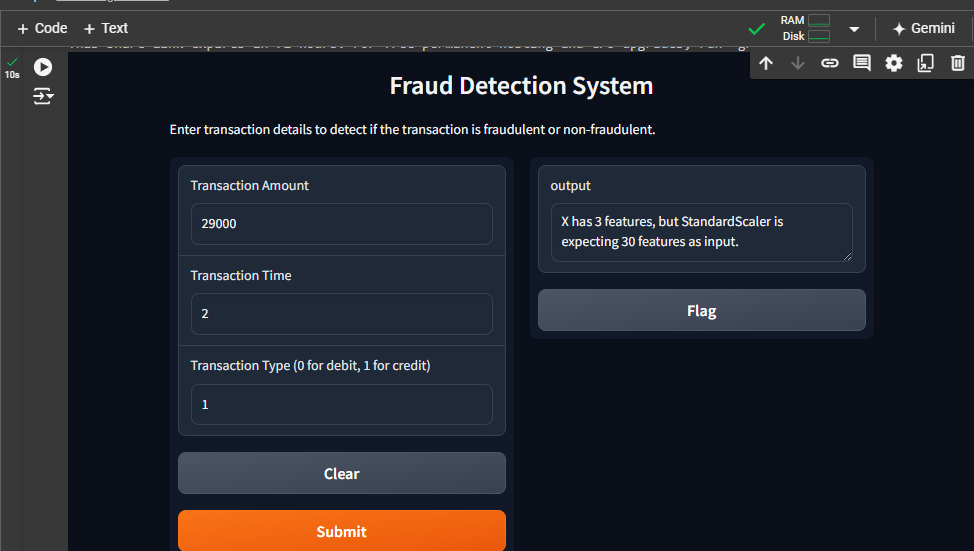 + Code + Text
RAM
Disk
Gemini
10s
Fraud Detection System
Enter transaction details to detect if the transaction is fraudulent or non-fraudulent.
Transaction Amount
29000
Transaction Time
2
Transaction Type (0 for debit, 1 for credit)
1
Clear
Submit
output
X has 3 features, but StandardScaler is
expecting 30 features as input.
Flag